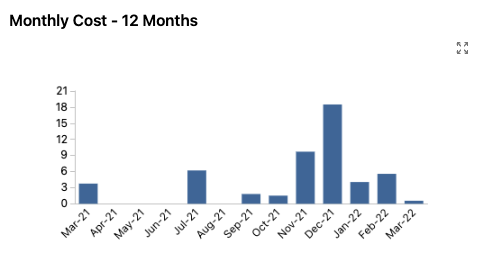 Monthly Cost - 12 Months
21
18
15
12
9
6
3
0
Mar-21
Apr-21
May-21
Jun-21
Jul-21
Aug-21
Sep-21
Oct-21
Nov-21
Dec-21
Jan-22
Feb-22
Mar-22